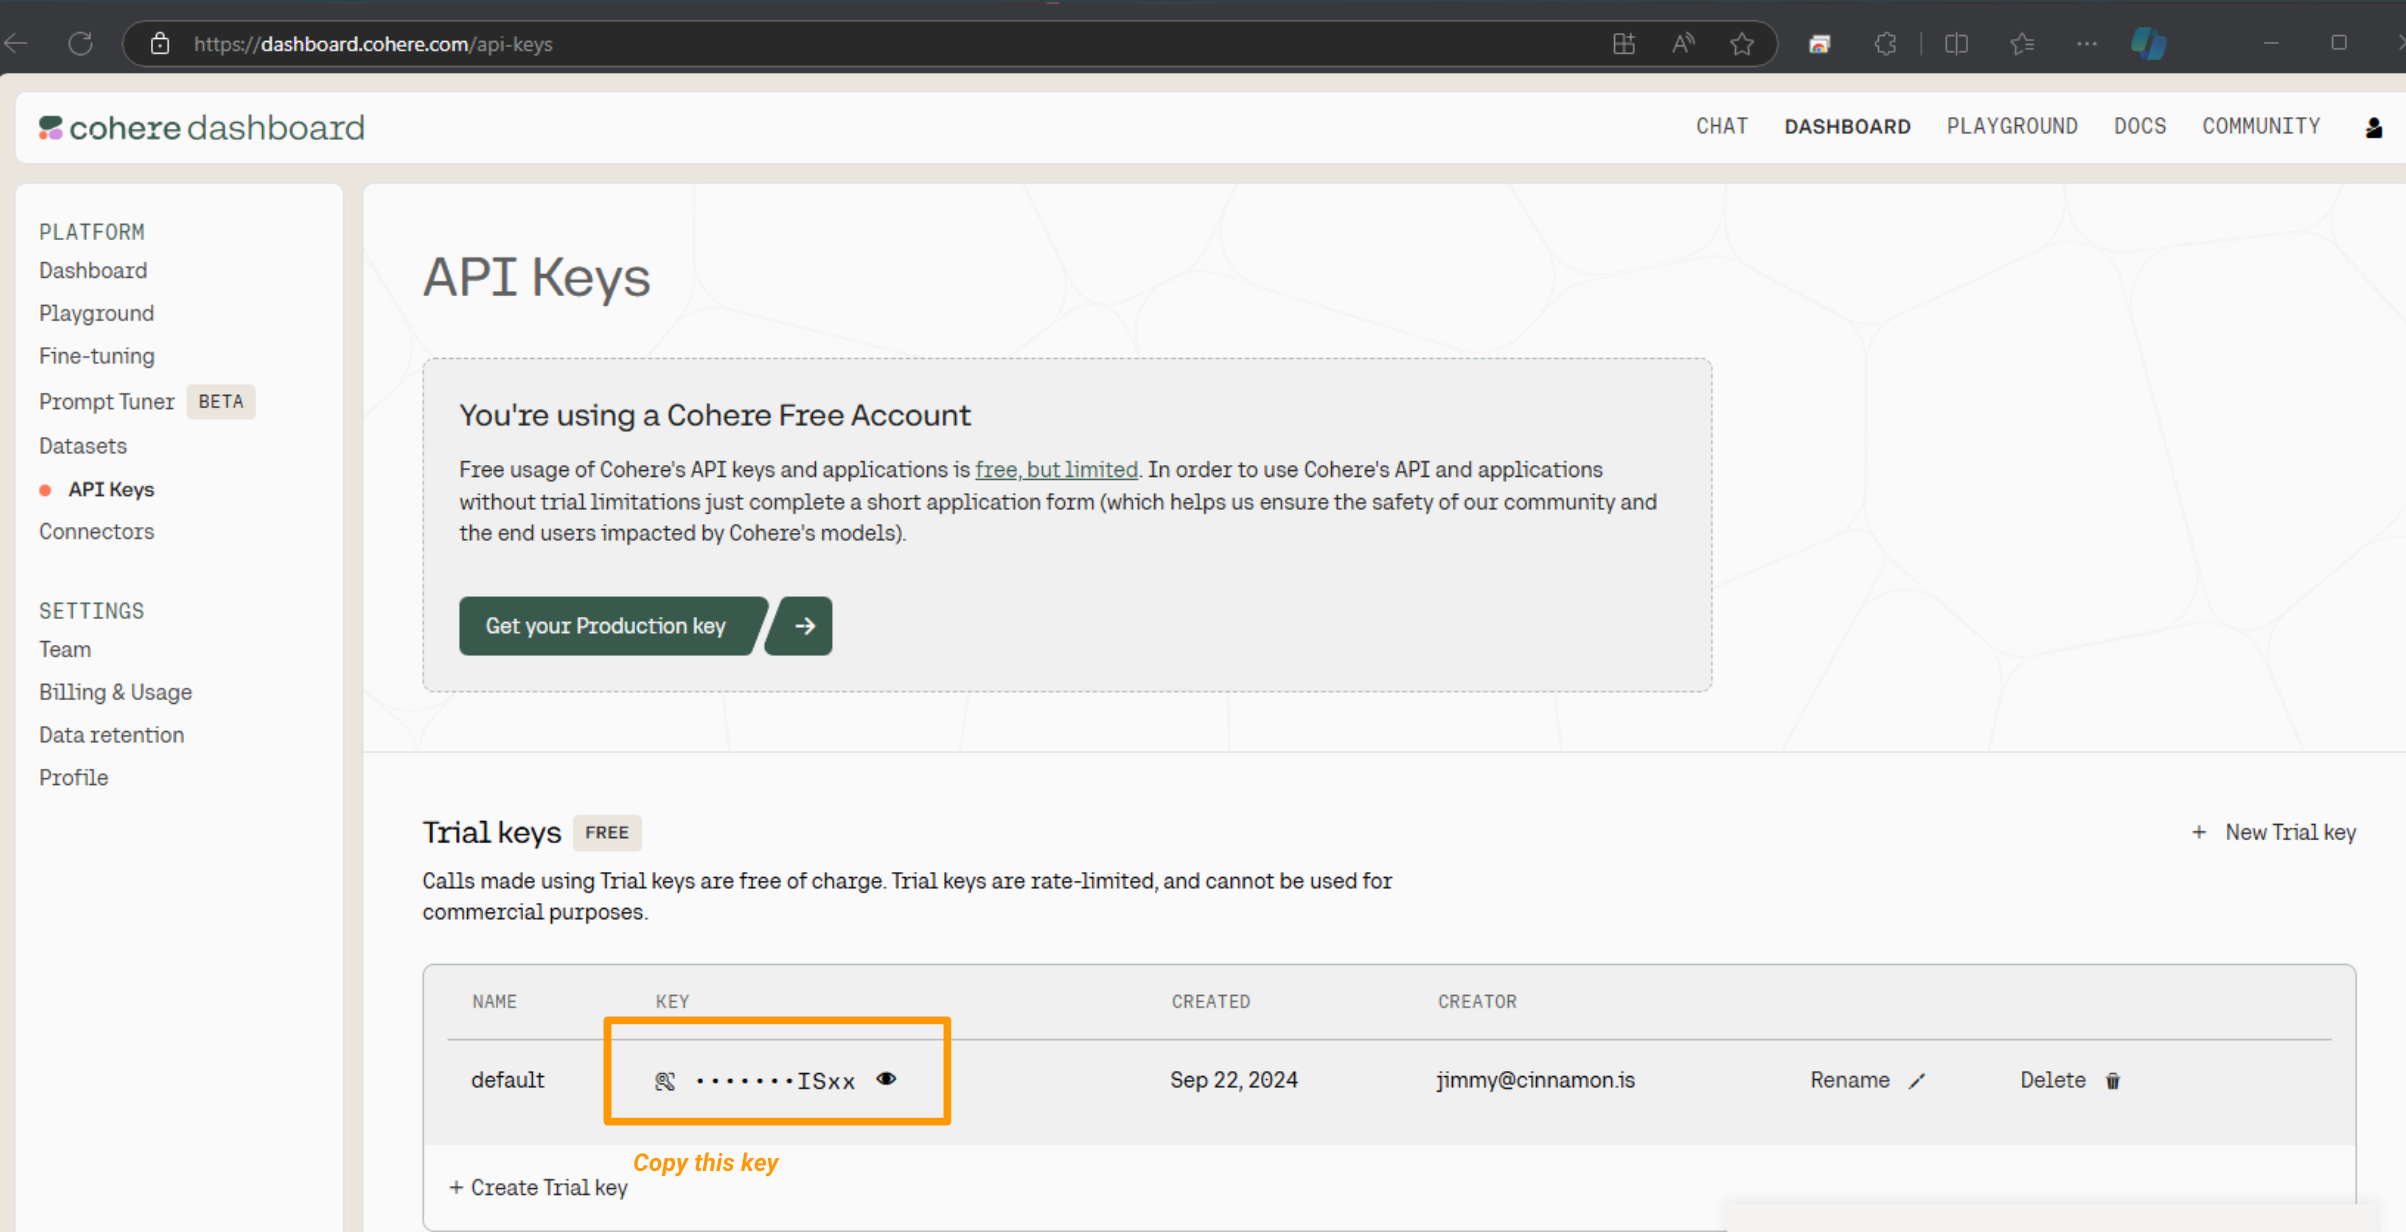 https://dashboard.cohere.com/api-keys
cohere dashboard
CHAT DASHBOARD PLAYGROUND DOCS COMMUNITY
PLATFORM
Dashboard
Playground
Fine-tuning
Prompt Tuner BETA
Datasets
API Keys
Connectors
SETTINGS
Team
Billing & Usage
Data retention
Profile
API Keys
You're using a Cohere Free Account
Free usage of Cohere's API keys and applications is free, but limited. In order to use Cohere's API and applications
without trial limitations just complete a short application form (which helps us ensure the safety of our community and
the end users impacted by Cohere's models).
Get your Production key →
Trial keys FREE
+ New Trial key
Calls made using Trial keys are free of charge. Trial keys are rate-limited, and cannot be used for
commercial purposes.
NAME KEY CREATED CREATOR
default •••••••ISxx Sep 22, 2024 jimmy@cinnamon.is Rename Delete
Copy this key
+ Create Trial key